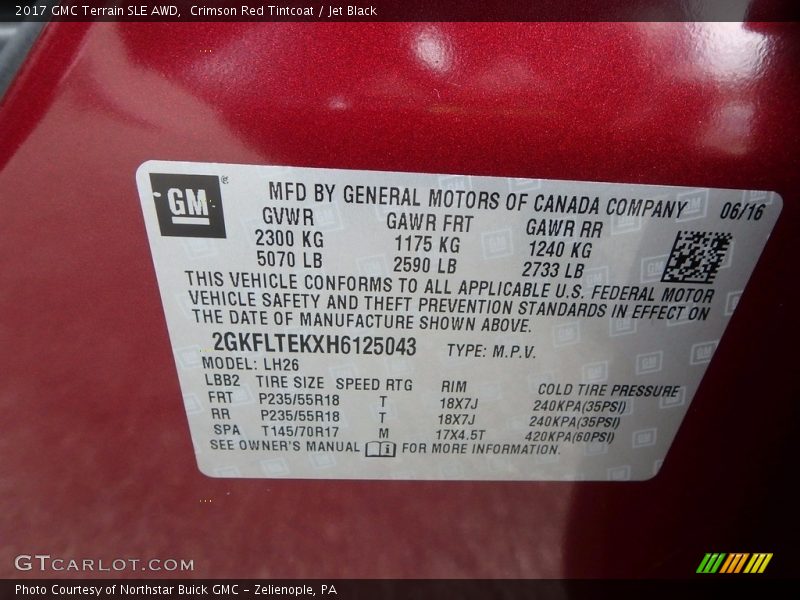 2017 GMC Terrain SLE AWD, Crimson Red Tintcoat / Jet Black
GM ®
MFD BY GENERAL MOTORS OF CANADA COMPANY 06/16
GVWR GAWR FRT GAWR RR
2300 KG 1175 KG 1240 KG
5070 LB 2590 LB 2733 LB
THIS VEHICLE CONFORMS TO ALL APPLICABLE U.S. FEDERAL MOTOR
VEHICLE SAFETY AND THEFT PREVENTION STANDARDS IN EFFECT ON
THE DATE OF MANUFACTURE SHOWN ABOVE.
2GKFLTEKXH6125043 TYPE: M.P.V.
MODEL: LH26
LBB2 TIRE SIZE SPEED RTG RIM COLD TIRE PRESSURE
FRT P235/55R18 T 18X7J 240KPA(35PSI)
RR P235/55R18 T 18X7J 240KPA(35PSI)
SPA T145/70R17 M 17X4.5T 420KPA(60PSI)
SEE OWNER'S MANUAL FOR MORE INFORMATION.
GTCARLOT.COM
Photo Courtesy of Northstar Buick GMC - Zelienople, PA